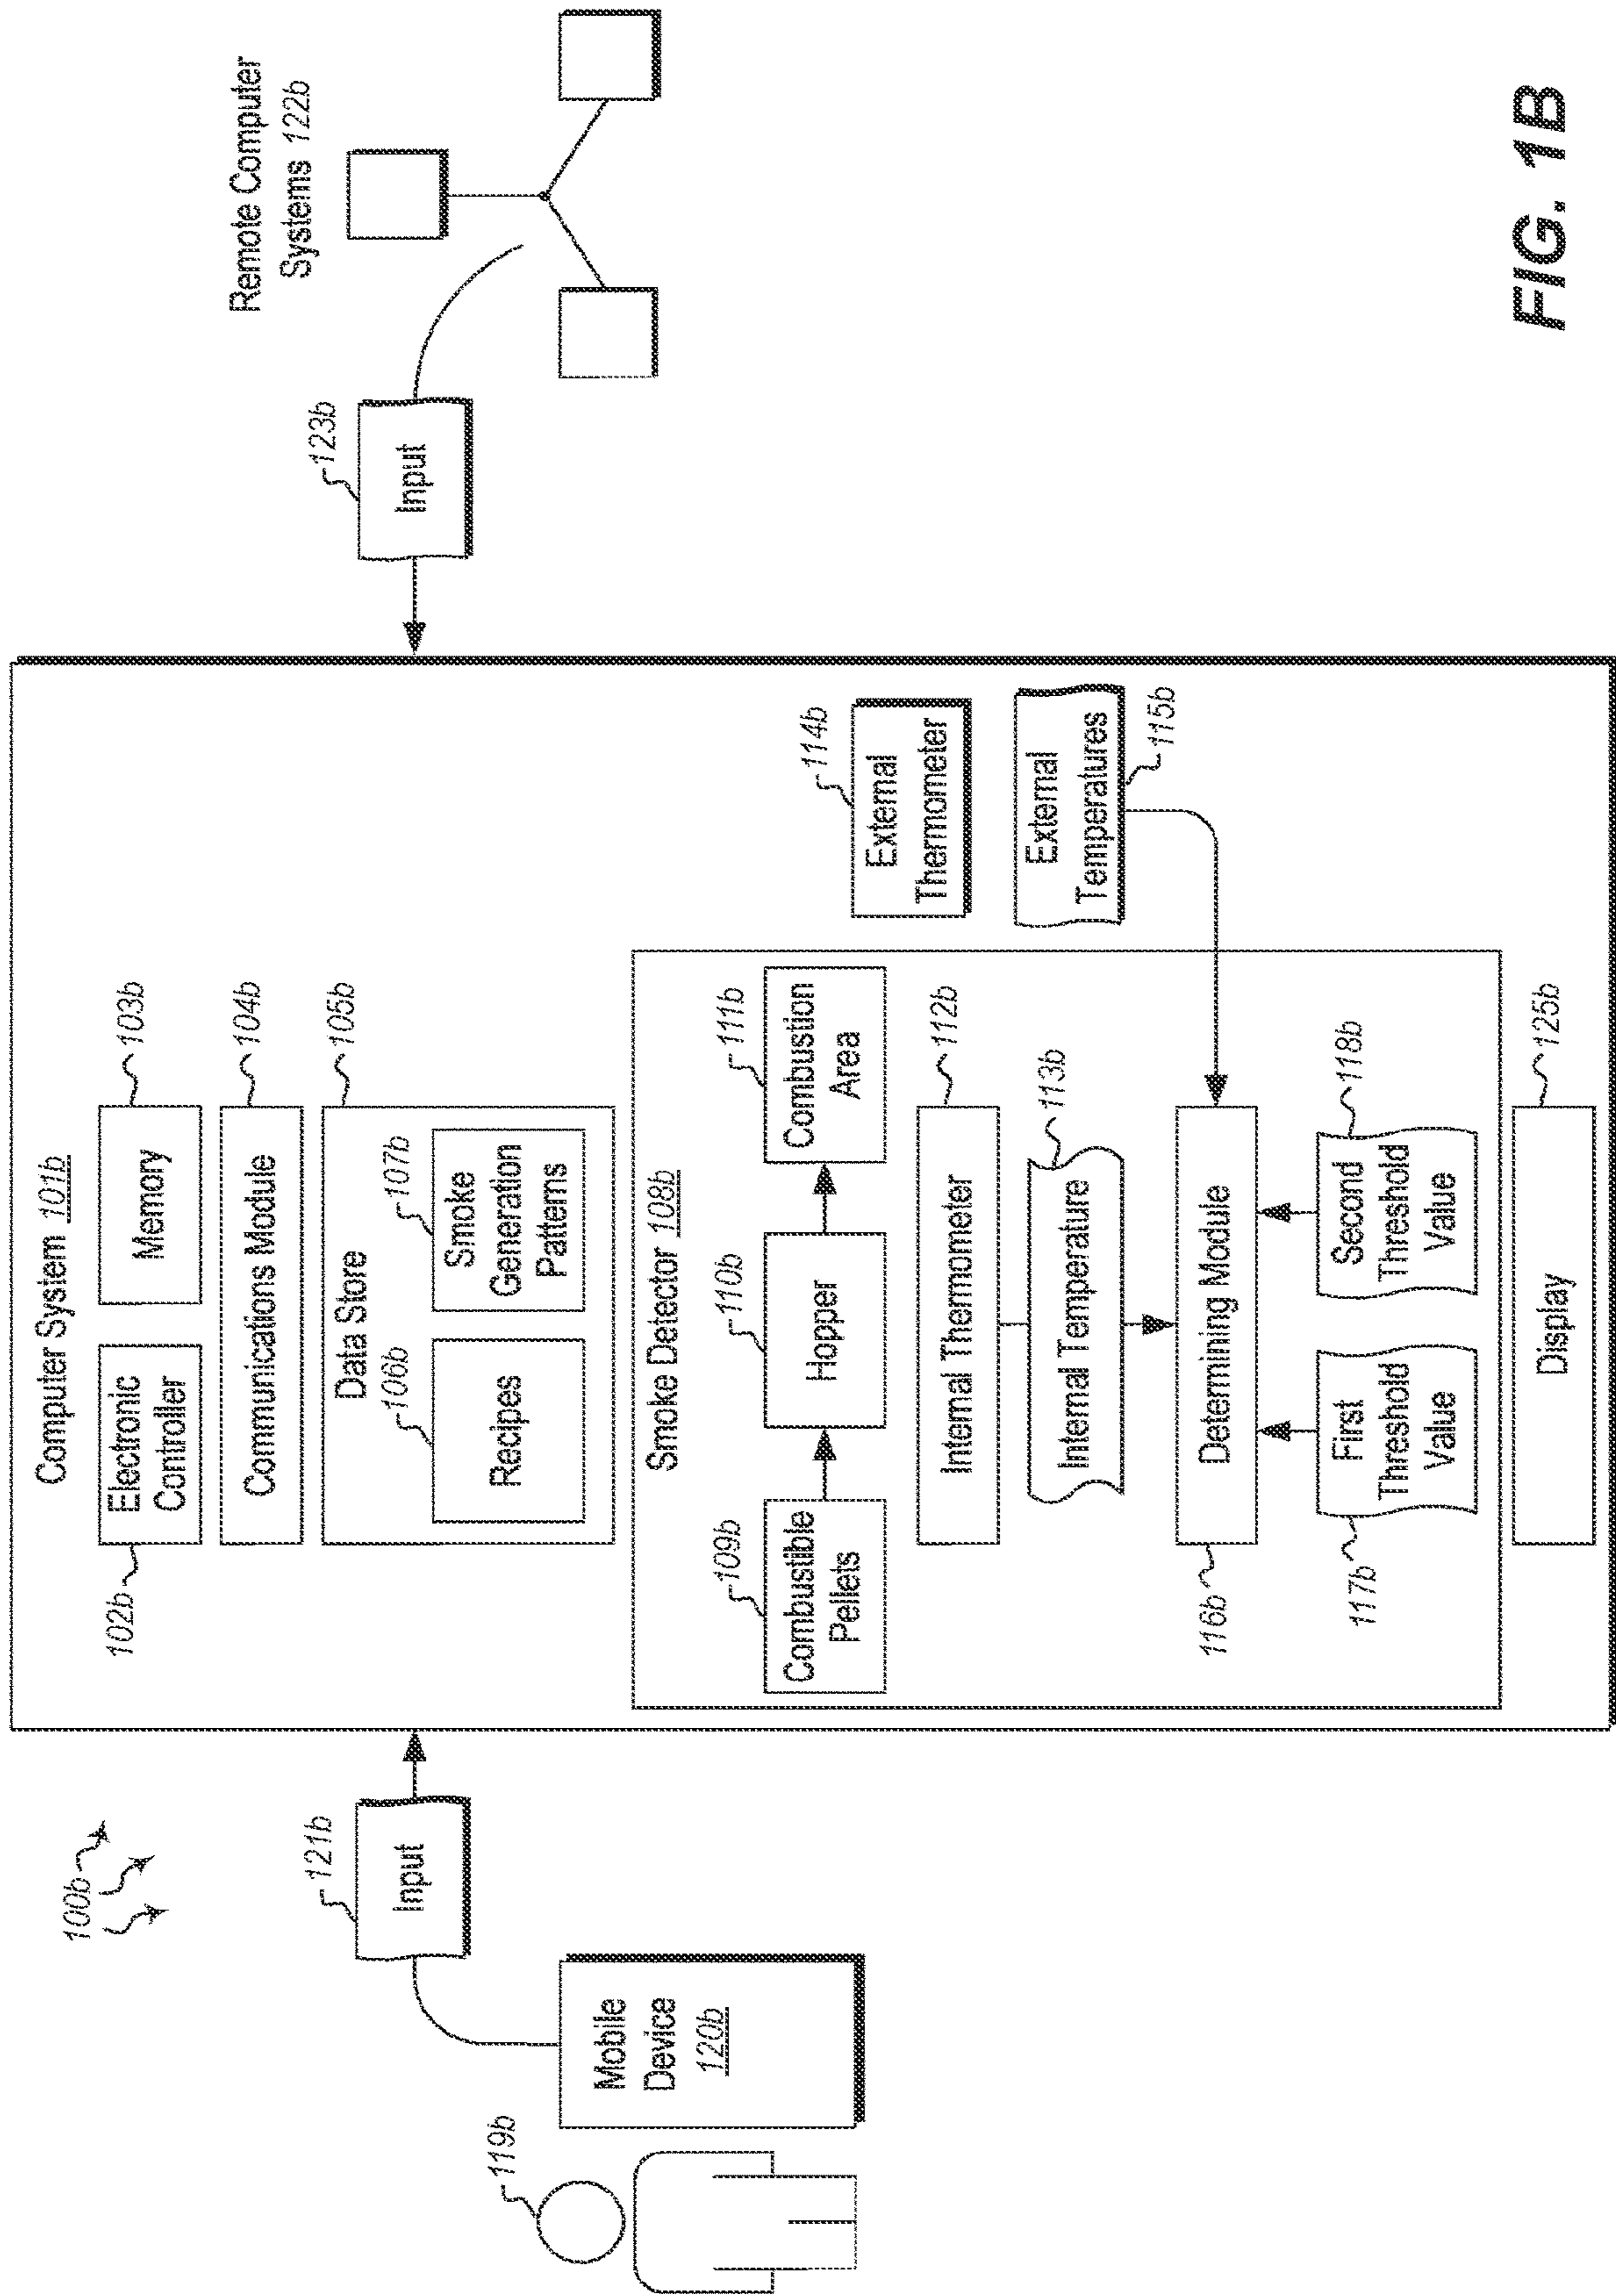 100b
Computer System 101b
Electronic
Controller
102b
Memory
103b
Communications Module
104b
Data Store
105b
106b
Recipes
107b
Smoke
Generation
Patterns
Smoke Detector 108b
109b
Combustible
Pellets
110b
Hopper
111b
Combustion
Area
Internal Thermometer
112b
Internal Temperature
113b
114b
External
Thermometer
External
Temperatures
115b
Determining Module
116b
First
Threshold
Value
117b
Second
Threshold
Value
118b
Display
125b
119b
Mobile
Device
120b
121b
Input
Remote Computer
Systems 122b
123b
Input
FIG. 1B